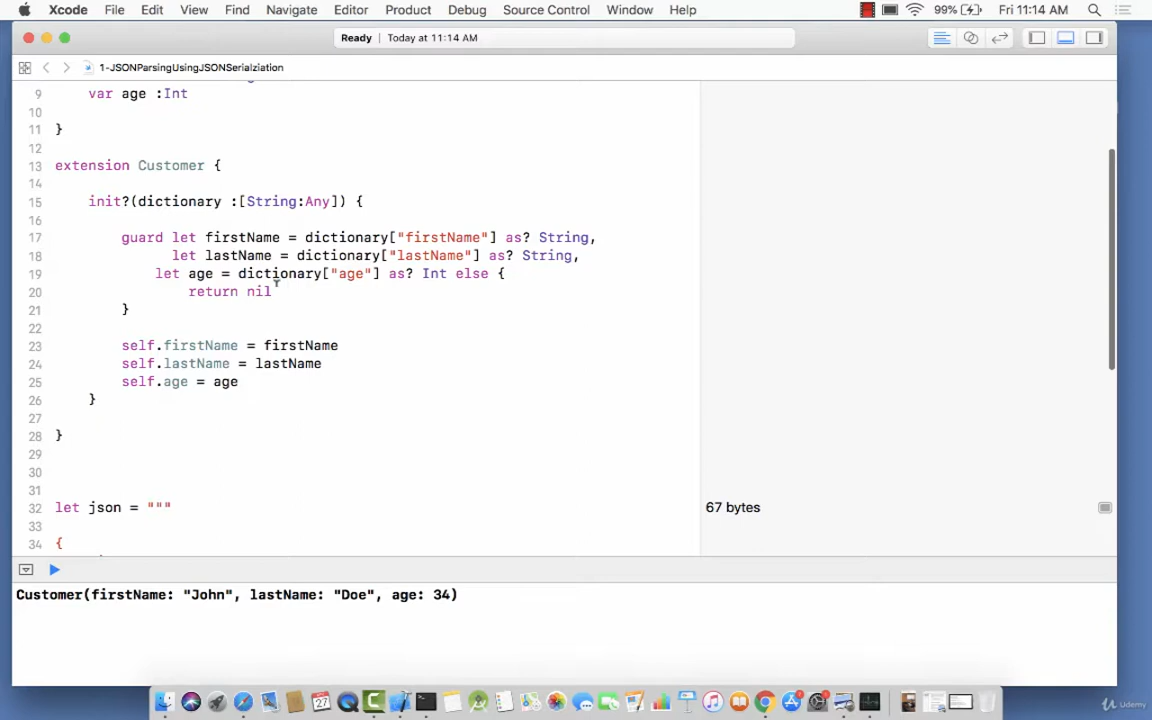 Xcode File Edit View Find Navigate Editor Product Debug Source Control Window Help 99% Fri 11:14 AM
Ready | Today at 11:14 AM
1-JSONParsingUsingJSONSerialziation
9 var age :Int
10
11 }
12
13 extension Customer {
14
15 init?(dictionary :[String:Any]) {
16
17 guard let firstName = dictionary["firstName"] as? String,
18 let lastName = dictionary["lastName"] as? String,
19 let age = dictionary["age"] as? Int else {
20 return nil
21 }
22
23 self.firstName = firstName
24 self.lastName = lastName
25 self.age = age
26 }
27
28 }
29
30
31
32 let json = """ 67 bytes
33
34 {
Customer(firstName: "John", lastName: "Doe", age: 34)
27
Udemy